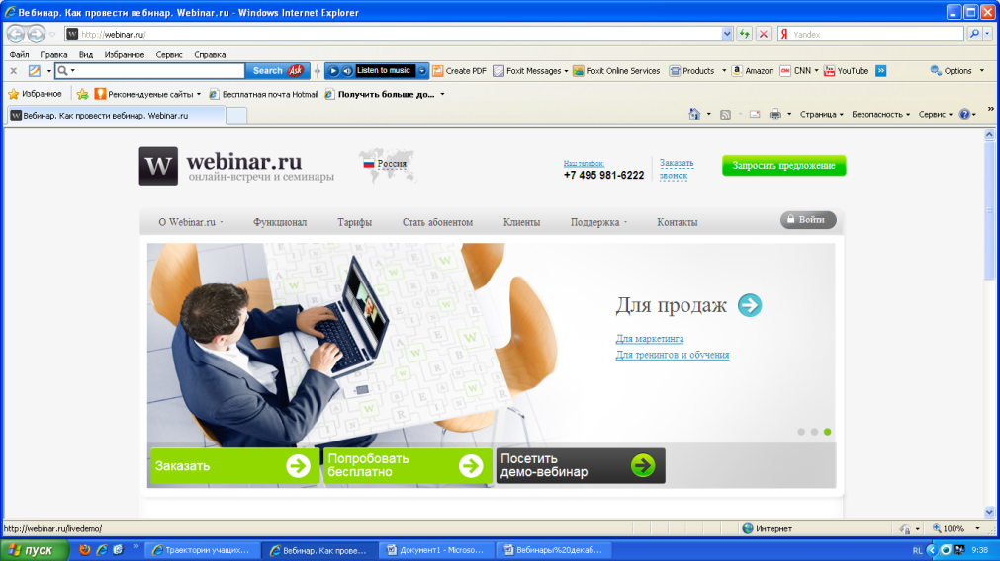 Вебинар. Как провести вебинар. Webinar.ru - Windows Internet Explorer
http://webinar.ru/
Yandex
Файл Правка Вид Избранное Сервис Справка
Search Ask Listen to music Create PDF Foxit Messages Foxit Online Services Products Amazon CNN YouTube Options
Избранное Рекомендуемые сайты Бесплатная почта Hotmail Получить больше до...
Вебинар. Как провести вебинар. Webinar.ru Страница Безопасность Сервис
W webinar.ru
онлайн-встречи и семинары
Россия
Наш телефон:
+7 495 981-6222
Заказать
звонок
Запросить предложение
О Webinar.ru Функционал Тарифы Стать абонентом Клиенты Поддержка Контакты Войти
Для продаж
Для маркетинга
Для тренингов и обучения
Заказать
Попробовать
бесплатно
Посетить
демо-вебинар
http://webinar.ru/livedemo/ Интернет 100%
пуск Траектории учащихс... Вебинар. Как прове... Документ1 - Microso... Вебинары%20декаб... RL 9:38